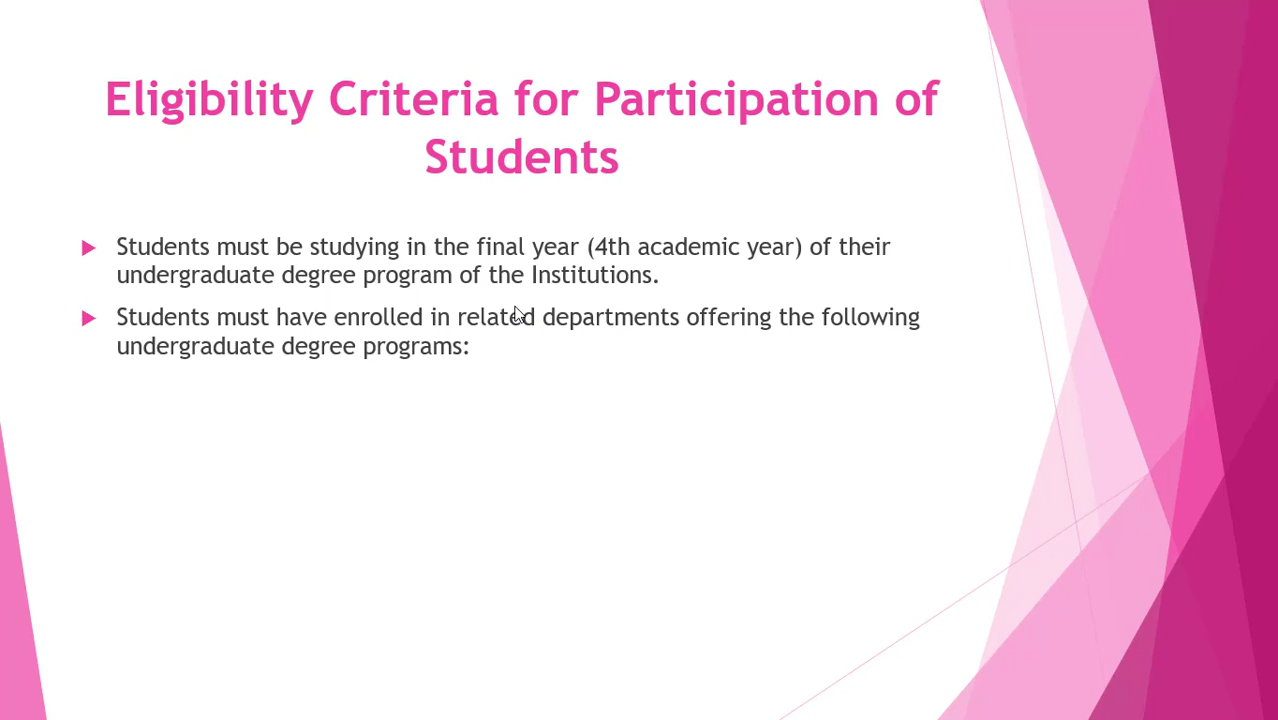 Eligibility Criteria for Participation of
Students
Students must be studying in the final year (4th academic year) of their
undergraduate degree program of the Institutions.
Students must have enrolled in related departments offering the following
undergraduate degree programs: